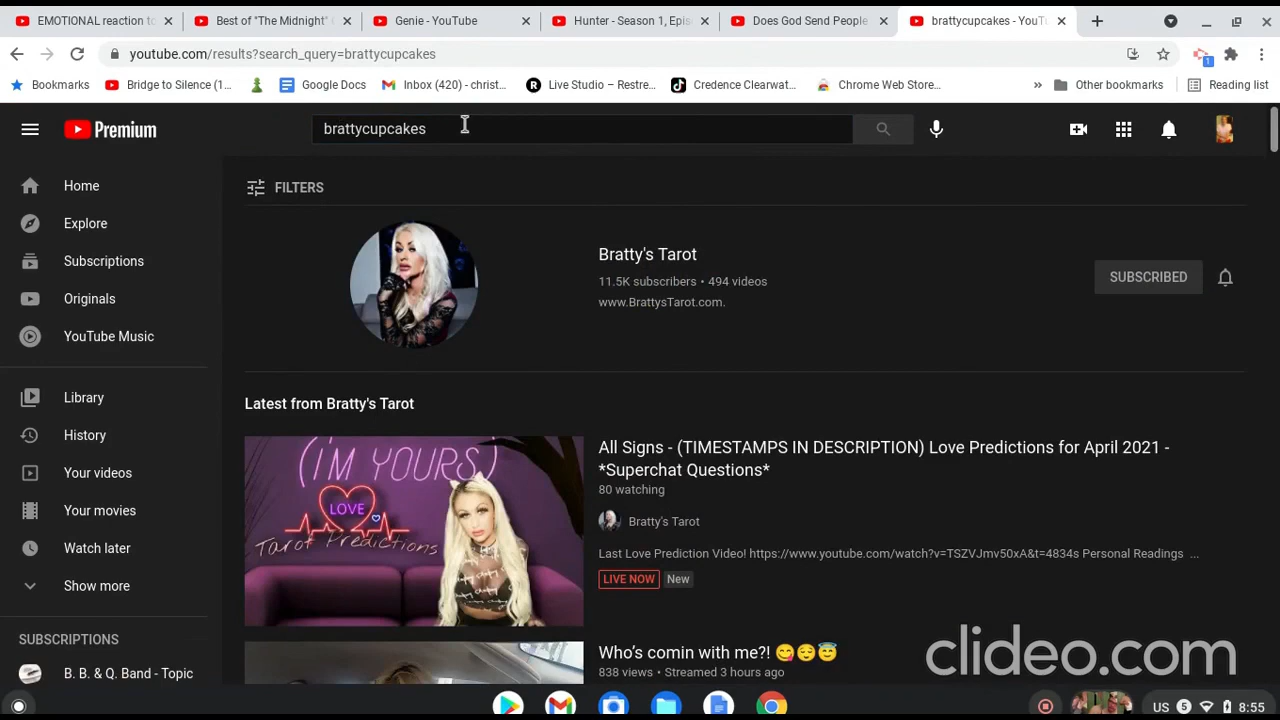 EMOTIONAL reaction to
Best of "The Midnight"
Genie - YouTube
Hunter - Season 1, Epis
Does God Send People
brattycupcakes - YouTu
youtube.com/results?search_query=brattycupcakes
1
Bookmarks
Bridge to Silence (1...
Google Docs
Inbox (420) - christ...
Live Studio – Restre...
Credence Clearwat...
Chrome Web Store...
Other bookmarks
Reading list
Premium
brattycupcakes
Home
Explore
Subscriptions
Originals
YouTube Music
Library
History
Your videos
Your movies
Watch later
Show more
SUBSCRIPTIONS
B. B. & Q. Band - Topic
FILTERS
Bratty's Tarot
11.5K subscribers • 494 videos
www.BrattysTarot.com.
SUBSCRIBED
Latest from Bratty's Tarot
(I'M YOURS)
LOVE
Tarot Predictions
All Signs - (TIMESTAMPS IN DESCRIPTION) Love Predictions for April 2021 -
*Superchat Questions*
80 watching
Bratty's Tarot
Last Love Prediction Video! https://www.youtube.com/watch?v=TSZVJmv50xA&t=4834s Personal Readings ...
LIVE NOW New
Who's comin with me?! 😋😌😇
838 views • Streamed 3 hours ago
clideo.com
US 5 8:55